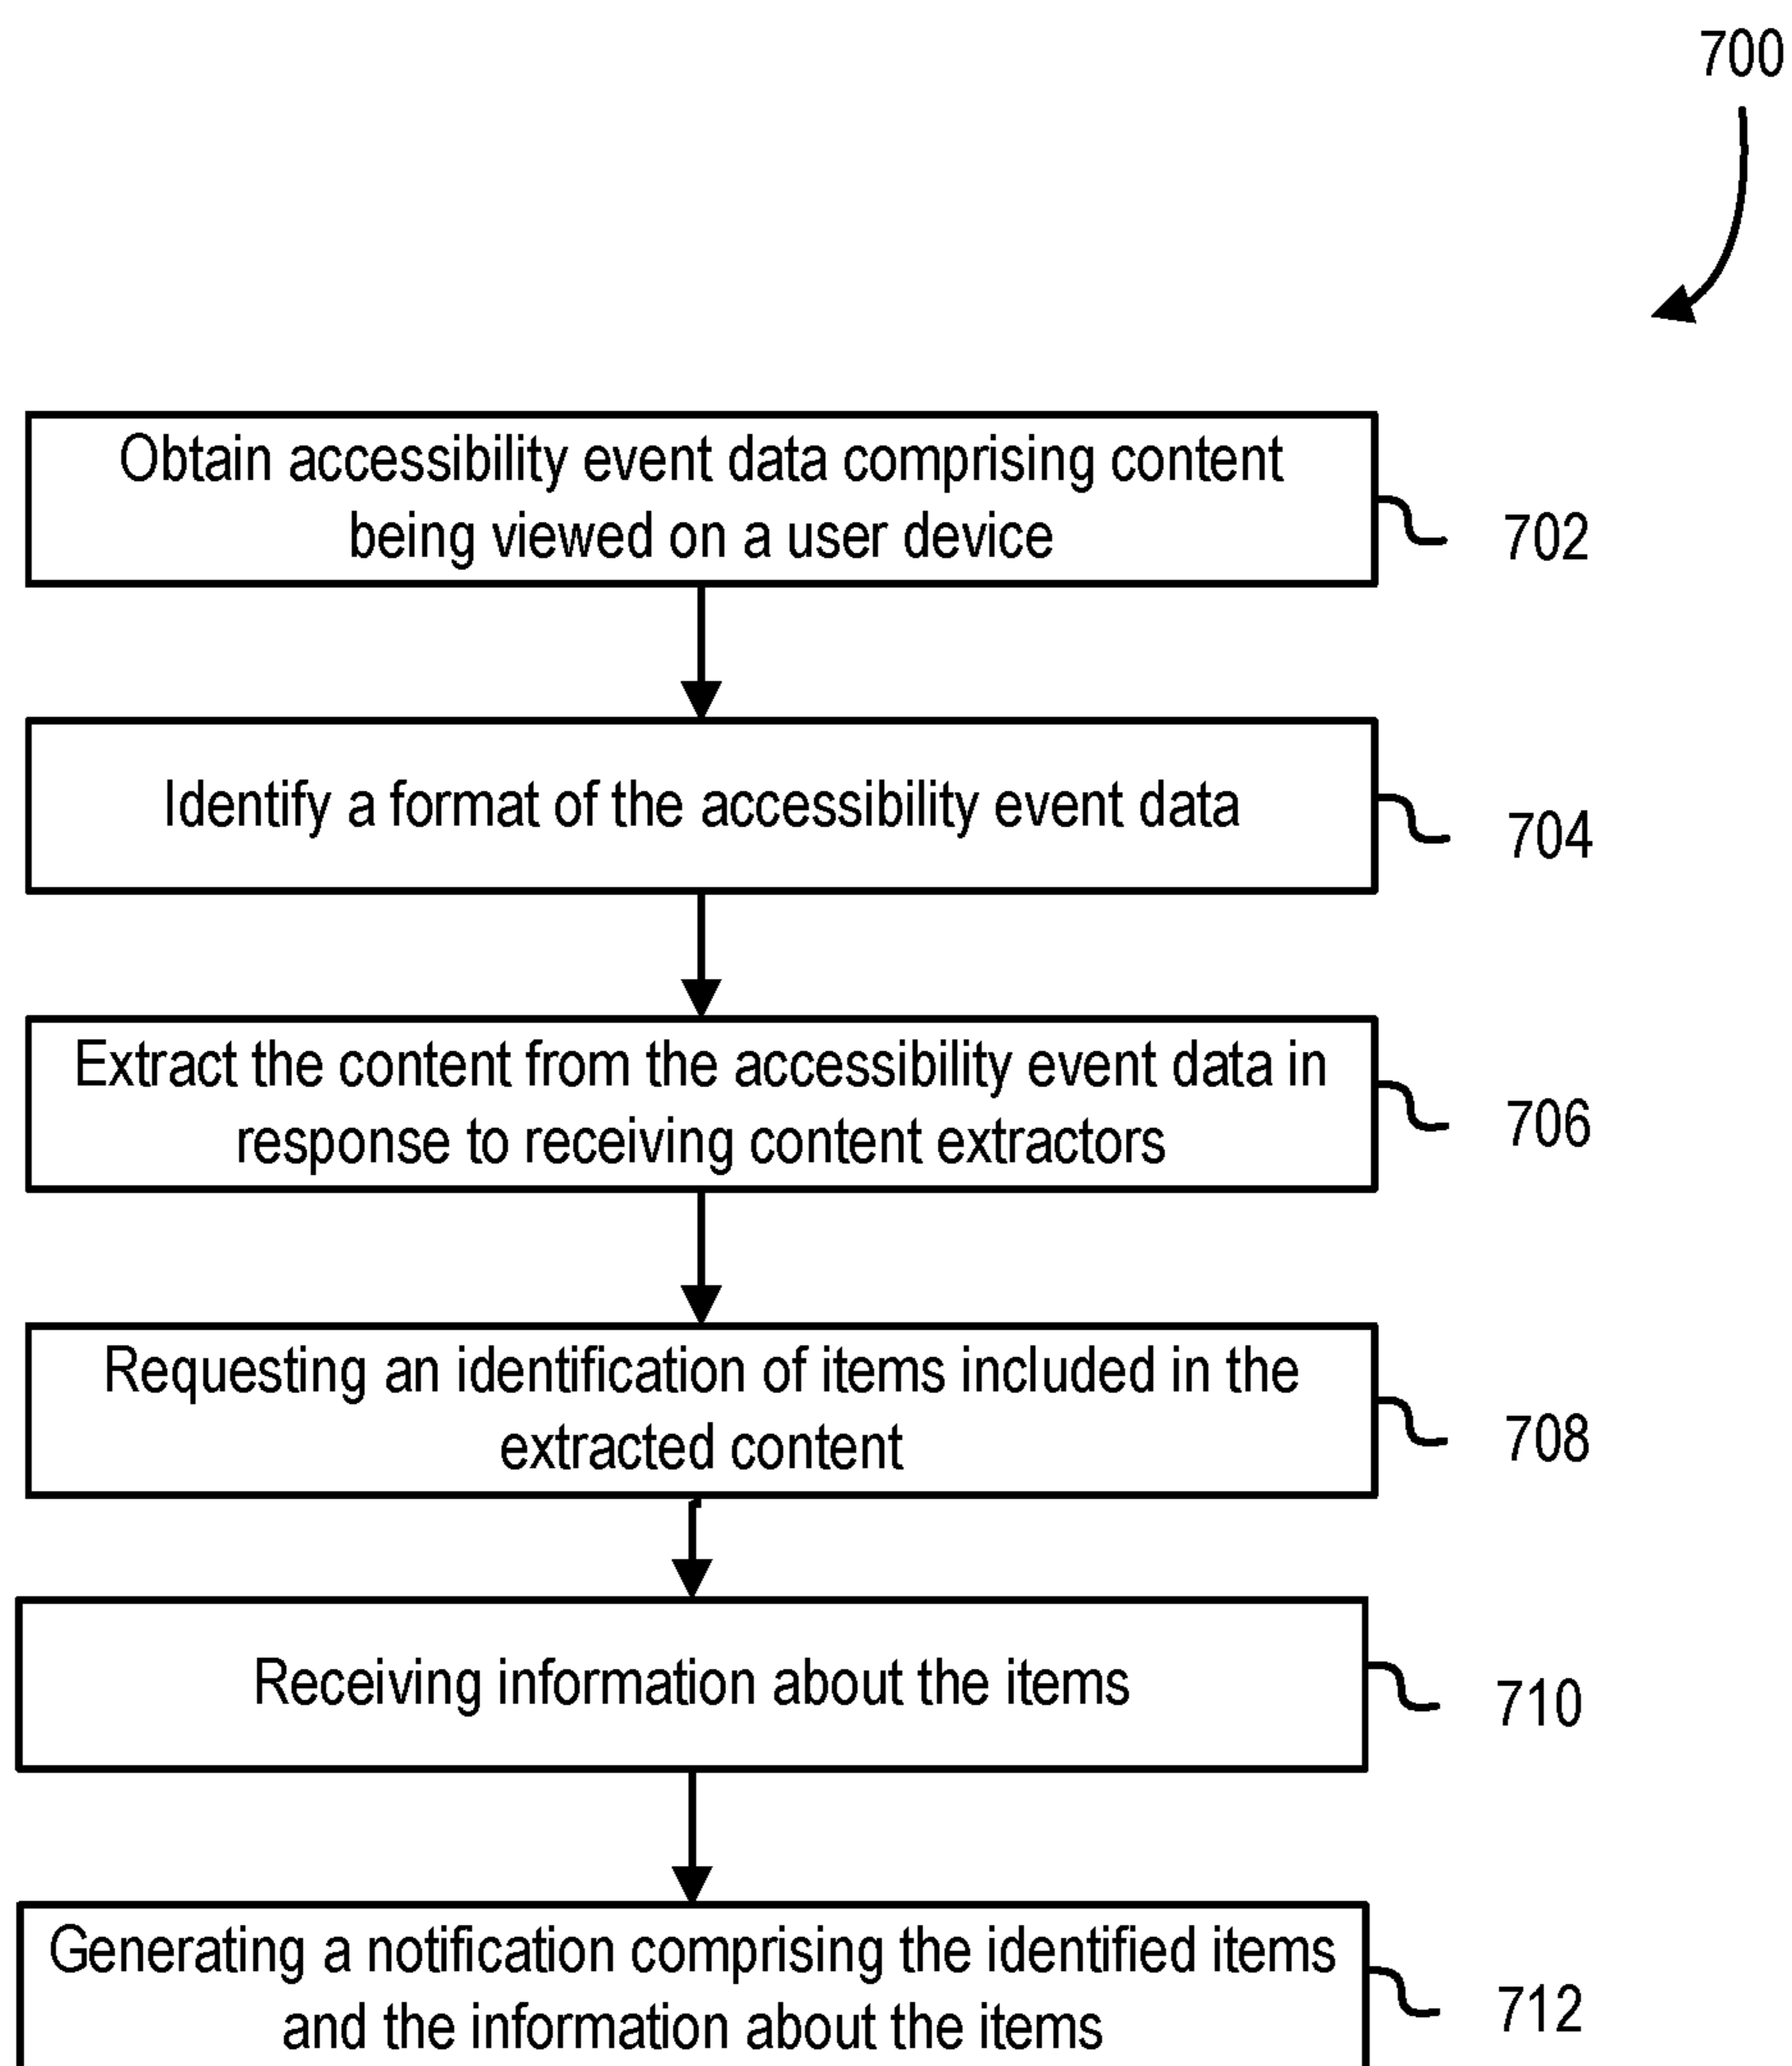 700
Obtain accessibility event data comprising content
being viewed on a user device
702
Identify a format of the accessibility event data
704
Extract the content from the accessibility event data in
response to receiving content extractors
706
Requesting an identification of items included in the
extracted content
708
Receiving information about the items
710
Generating a notification comprising the identified items
and the information about the items
712